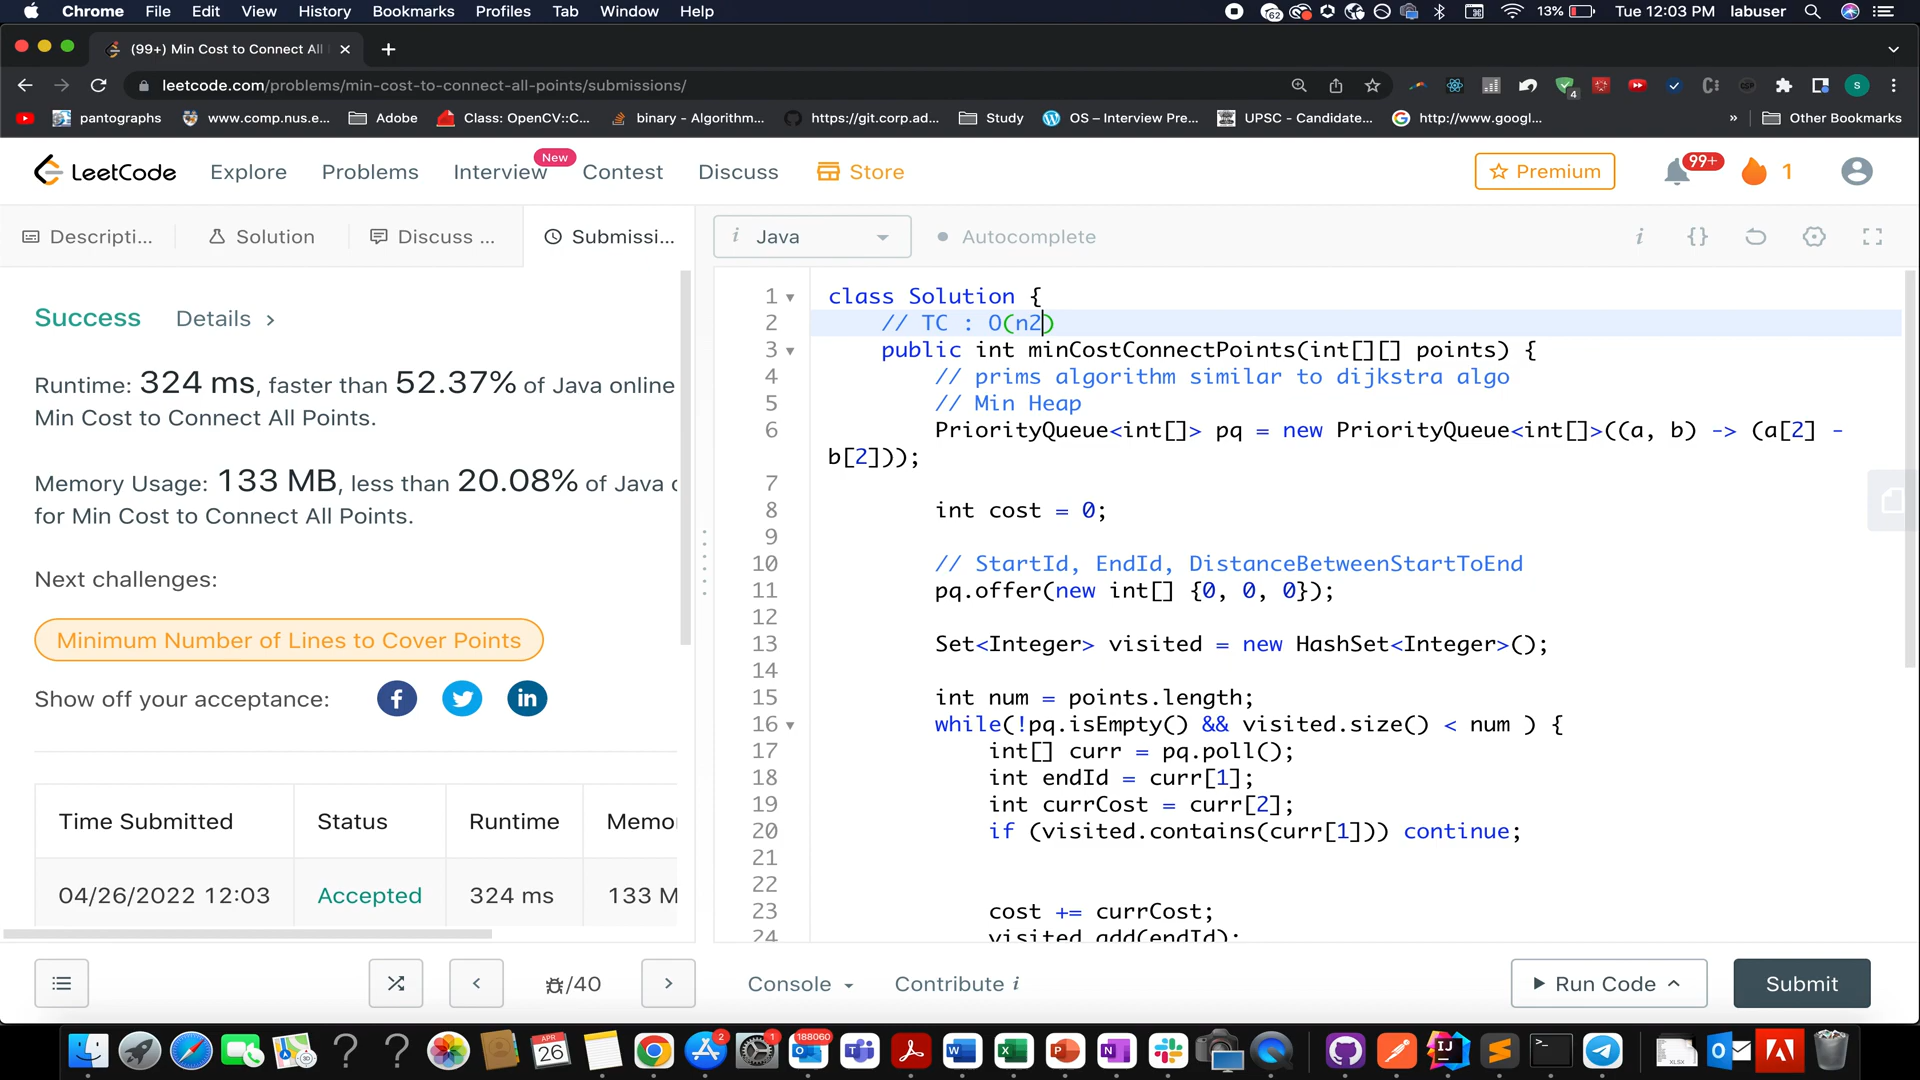 Chrome File Edit View History Bookmarks Profiles Tab Window Help 62 13% Tue 12:03 PM labuser
(99+) Min Cost to Connect All
leetcode.com/problems/min-cost-to-connect-all-points/submissions/ 4 S
pantographs www.comp.nus.e... Adobe Class: OpenCV::C... binary - Algorithm... https://git.corp.ad... Study OS – Interview Pre... UPSC - Candidate... http://www.googl... » Other Bookmarks
LeetCode Explore Problems Interview New Contest Discuss Store Premium 99+ 1
Descripti... Solution Discuss ... Submissi... i Java Autocomplete i {}
Success Details >
Runtime: 324 ms, faster than 52.37% of Java online
Min Cost to Connect All Points.
Memory Usage: 133 MB, less than 20.08% of Java
for Min Cost to Connect All Points.
Next challenges:
Minimum Number of Lines to Cover Points
Show off your acceptance:
Time Submitted Status Runtime Memo
04/26/2022 12:03 Accepted 324 ms 133 M
1 class Solution {
2 // TC : O(n2)
3 public int minCostConnectPoints(int[][] points) {
4 // prims algorithm similar to dijkstra algo
5 // Min Heap
6 PriorityQueue<int[]> pq = new PriorityQueue<int[]>((a, b) -> (a[2] -
b[2]));
7
8 int cost = 0;
9
10 // StartId, EndId, DistanceBetweenStartToEnd
11 pq.offer(new int[] {0, 0, 0});
12
13 Set<Integer> visited = new HashSet<Integer>();
14
15 int num = points.length;
16 while(!pq.isEmpty() && visited.size() < num ) {
17 int[] curr = pq.poll();
18 int endId = curr[1];
19 int currCost = curr[2];
20 if (visited.contains(curr[1])) continue;
21
22
23 cost += currCost;
24 visited.add(endId);
/40 Console Contribute i Run Code Submit
APR 26 2 1 188060